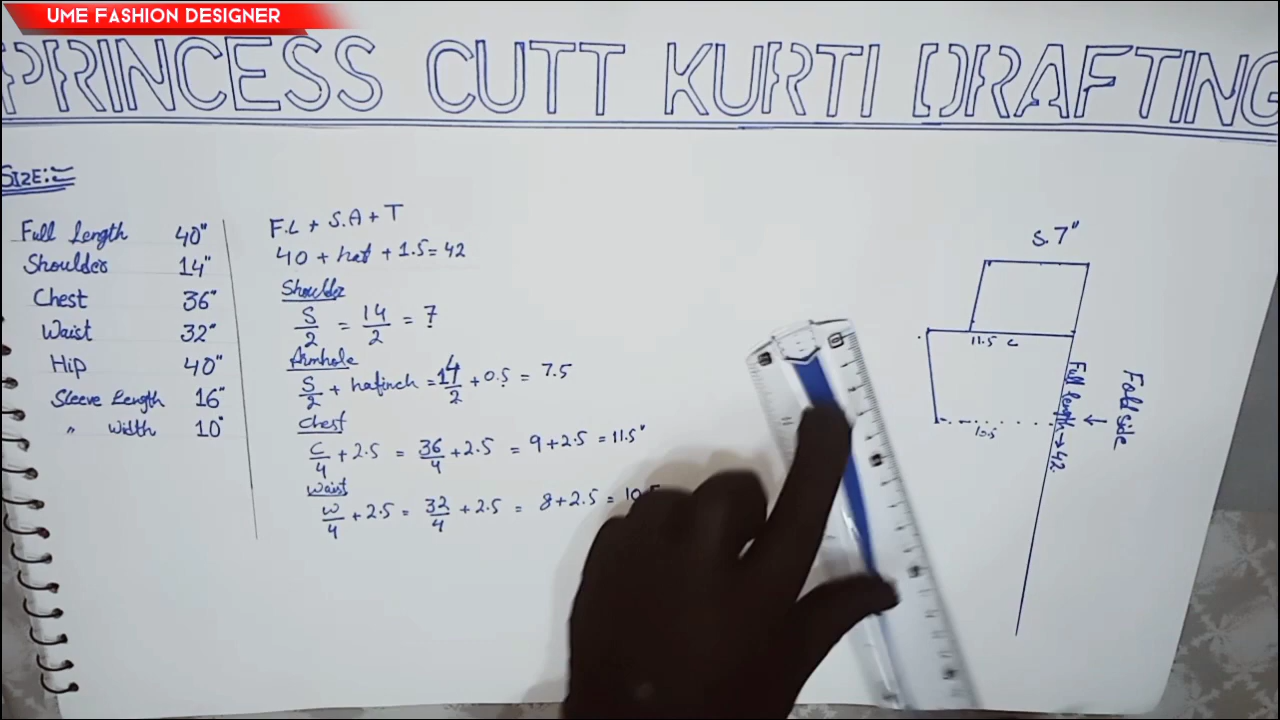 UME FASHION DESIGNER
PRINCESS CUTT KURTI DRAFTING
SIZE:-
Full Length 40"
Shoulder 14"
Chest 36"
Waist 32"
Hip 40"
Sleeve Length 16"
" Width 10"
F.L + S.A + T
40 + haf + 1.5 = 42
Shoulder
S/2 = 14/2 = 7
Armhole
S/2 + hafinch = 14/2 + 0.5 = 7.5
Chest
C/4 + 2.5 = 36/4 + 2.5 = 9 + 2.5 = 11.5"
Waist
W/4 + 2.5 = 32/4 + 2.5 = 8 + 2.5 =
S. 7"
11.5 C
10.5
Full length → 42
Fold side